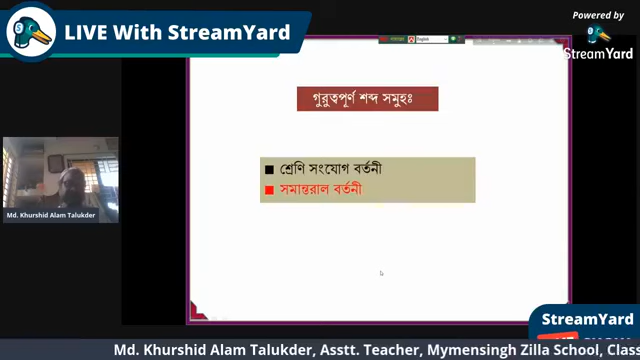 LIVE With StreamYard
Powered by
StreamYard
English
গুরুত্বপূর্ণ শব্দ সমুহঃ
শ্রেণি সংযোগ বর্তনী
সমান্তরাল বর্তনী
Md. Khurshid Alam Talukder
StreamYard
Md. Khurshid Alam Talukder, Asstt. Teacher, Mymensingh Zilla School, Class